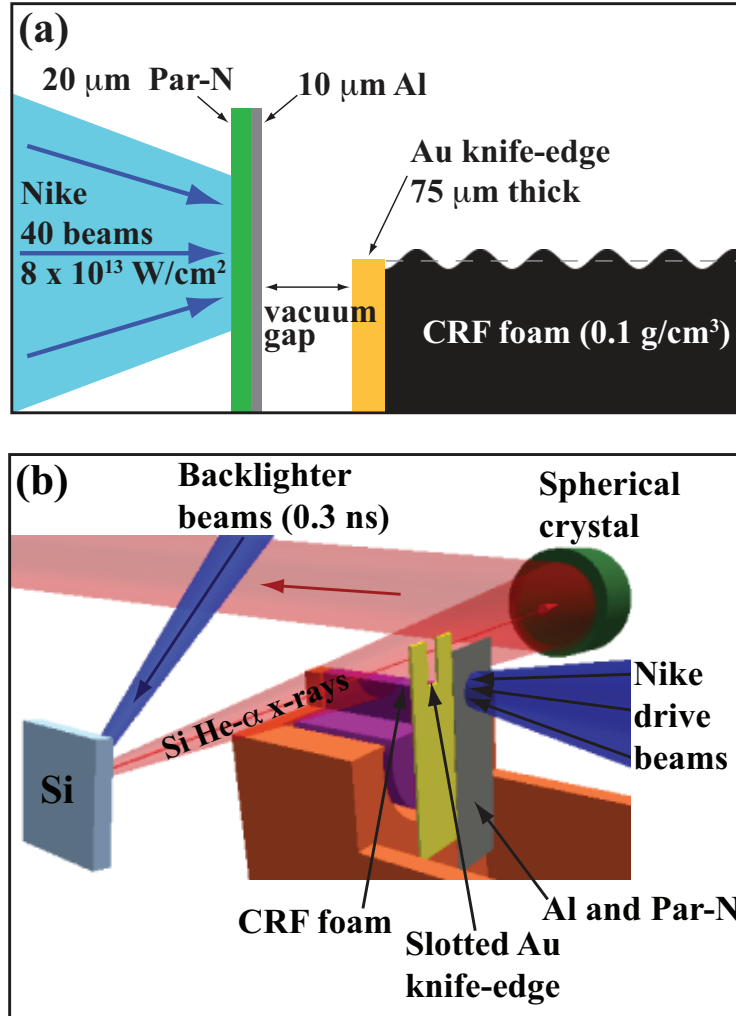 (a)
20 μm Par-N
10 μm Al
Au knife-edge
75 μm thick
Nike
40 beams
8 x 10¹³ W/cm²
vacuum
gap
CRF foam (0.1 g/cm³)
(b)
Backlighter
beams (0.3 ns)
Spherical
crystal
Si He-α x-rays
Nike
drive
beams
Si
CRF foam
Al and Par-N
Slotted Au
knife-edge